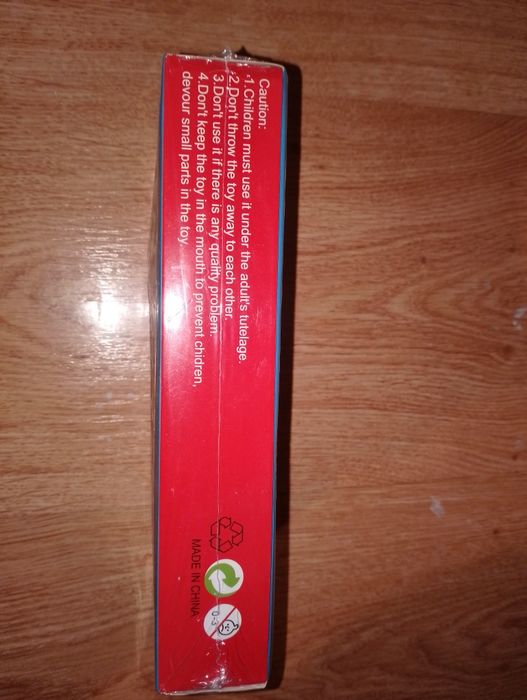 Caution:
1.Children must use it under the adult's tutelage.
2.Don't throw the toy away to each other.
3.Don't use it if there is any quality problem.
4.Don't keep the toy in the mouth to prevent chidren,
devour small parts in the toy.
MADE IN CHINA
0-3